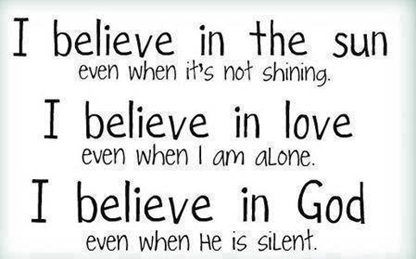 I believe in the sun
even when it's not shining.
I believe in love
even when I am aLone.
I believe in God
even when He is siLent.